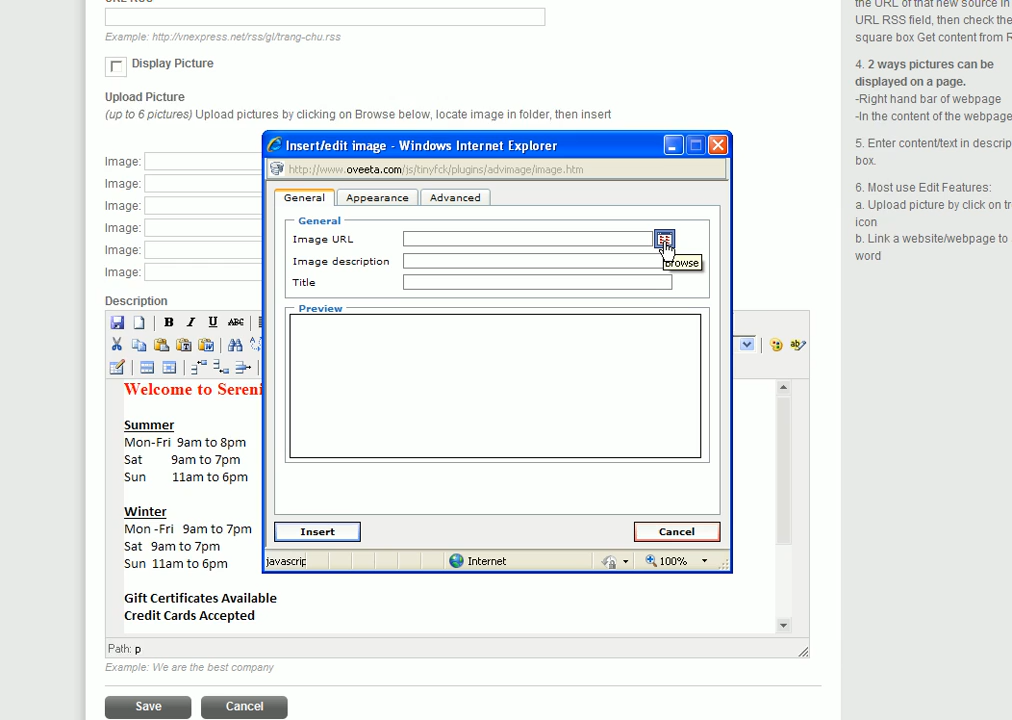 Example: http://vnexpress.net/rss/gl/trang-chu.rss
Display Picture
Upload Picture
(up to 6 pictures) Upload pictures by clicking on Browse below, locate image in folder, then insert
Image:
Image:
Image:
Image:
Image:
Image:
Description
B I U ABC
Welcome to Sereni
Summer
Mon-Fri 9am to 8pm
Sat 9am to 7pm
Sun 11am to 6pm
Winter
Mon -Fri 9am to 7pm
Sat 9am to 7pm
Sun 11am to 6pm
Gift Certificates Available
Credit Cards Accepted
Path: p
Example: We are the best company
Save Cancel
Insert/edit image - Windows Internet Explorer
http://www.oveeta.com/js/tinyfck/plugins/advimage/image.htm
General Appearance Advanced
General
Image URL
Image description
Title
browse
Preview
Insert Cancel
javascrip Internet 100%
the URL of that new source in
URL RSS field, then check the
square box Get content from R
4. 2 ways pictures can be
displayed on a page.
-Right hand bar of webpage
-In the content of the webpage
5. Enter content/text in descrip
box.
6. Most use Edit Features:
a. Upload picture by click on tr
icon
b. Link a website/webpage to
word